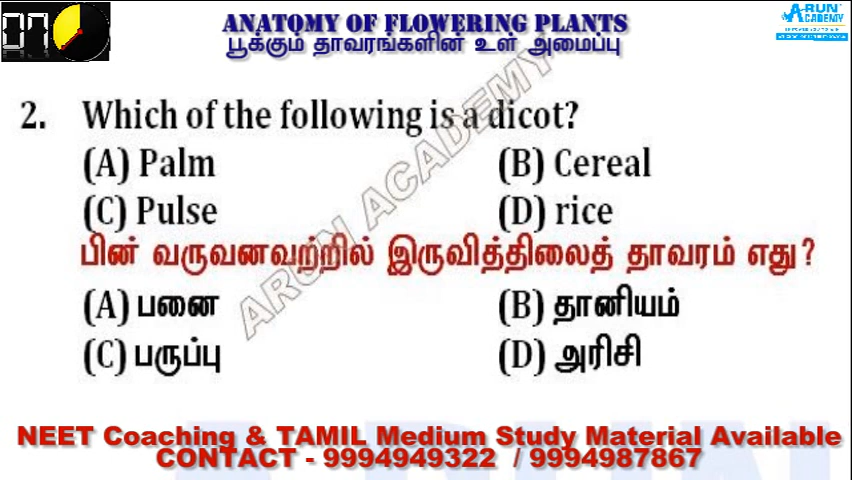 07
ANATOMY OF FLOWERING PLANTS
பூக்கும் தாவரங்களின் உள் அமைப்பு
ARUN
ACADEMY
2. Which of the following is a dicot?
(A) Palm (B) Cereal
(C) Pulse (D) rice
பின் வருவனவற்றில் இருவித்திலைத் தாவரம் எது?
(A) பனை (B) தானியம்
(C) பருப்பு (D) அரிசி
ARUN ACADEMY
NEET Coaching & TAMIL Medium Study Material Available
CONTACT - 9994949322 / 9994987867